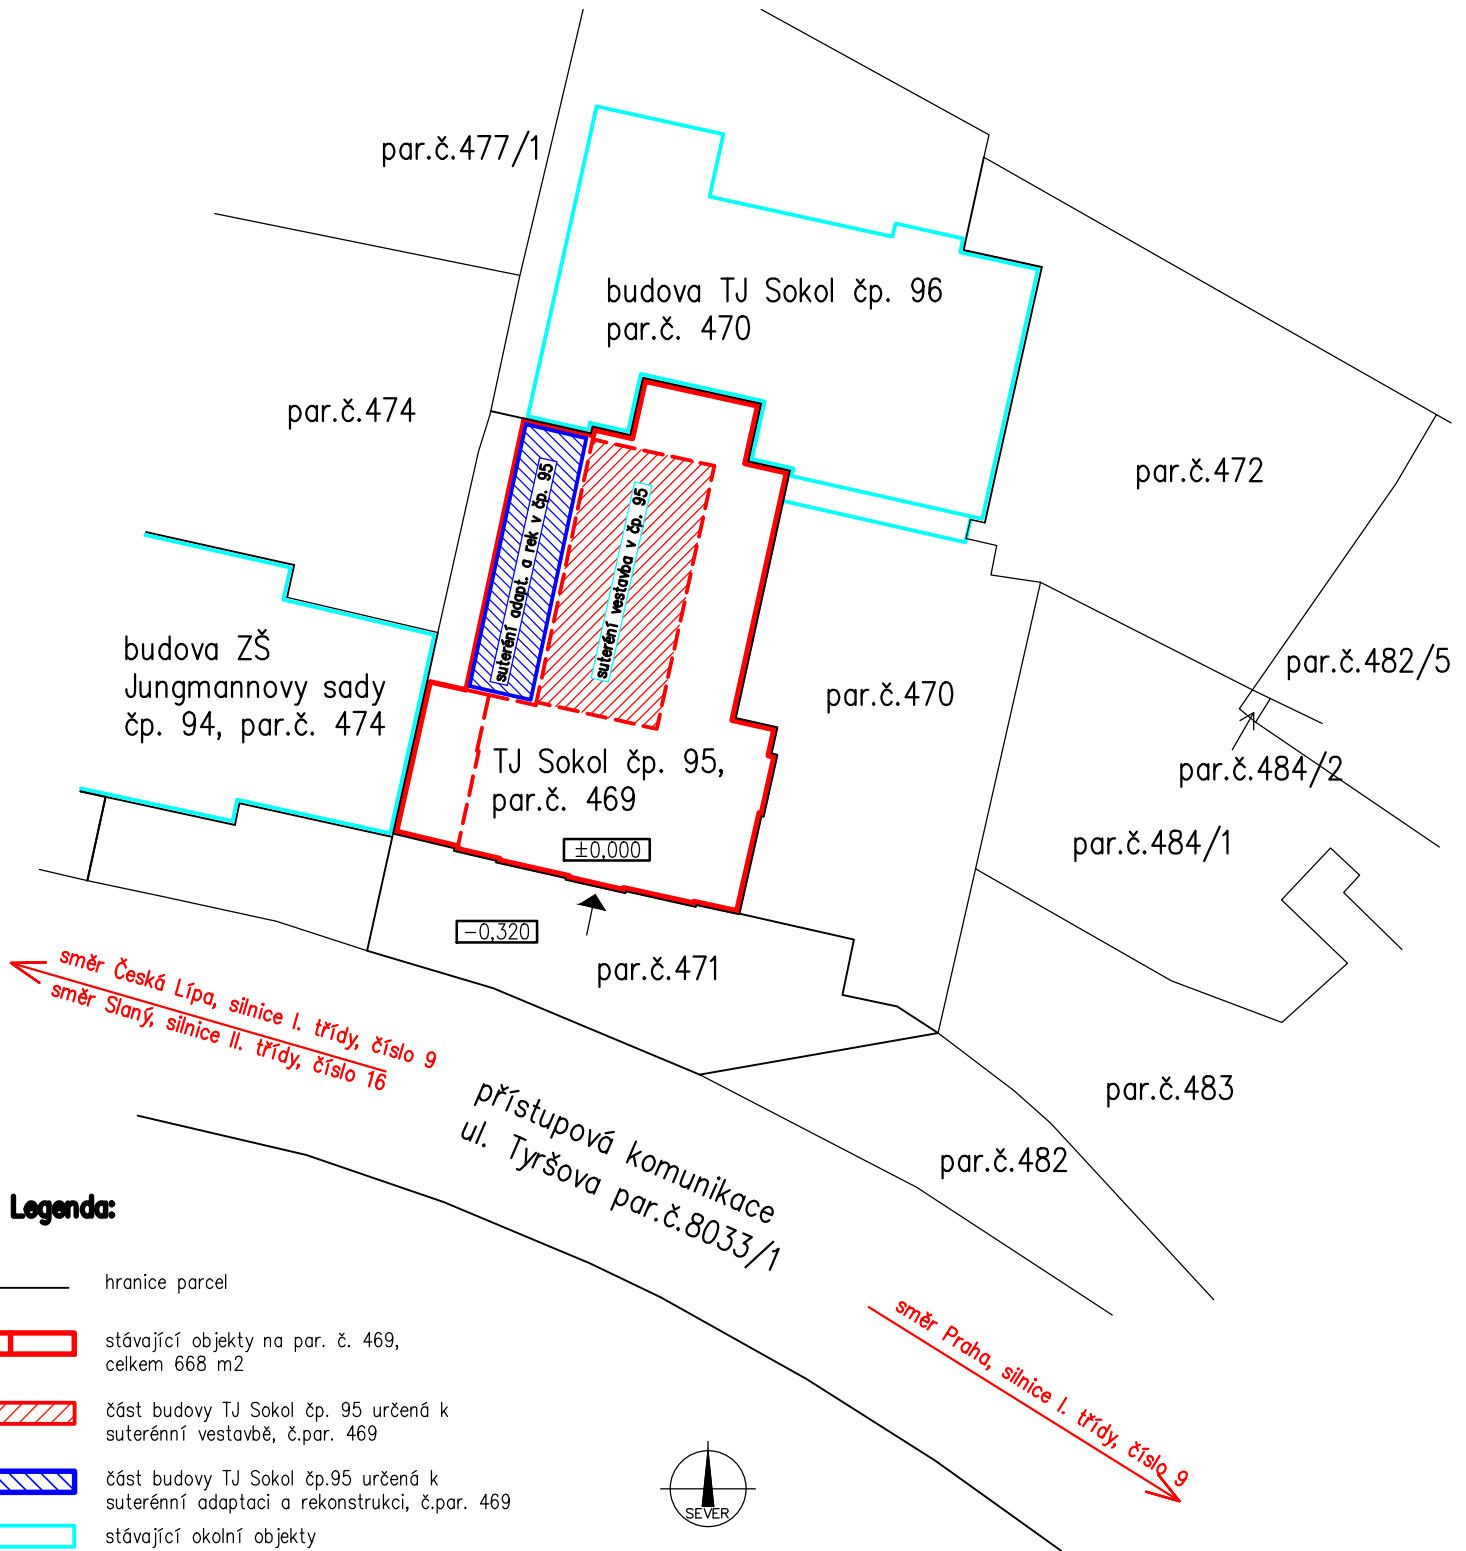 par.č.477/1
budova TJ Sokol čp. 96
par.č. 470
par.č.474
par.č.472
suterénní adapt. a rek v čp. 95
suterénní vestavba v čp. 95
budova ZŠ
Jungmannovy sady
čp. 94, par.č. 474
par.č.482/5
par.č.470
TJ Sokol čp. 95,
par.č. 469
par.č.484/2
±0,000
par.č.484/1
-0,320
par.č.471
směr Česká Lípa, silnice I. třídy, číslo 9
směr Slaný, silnice II. třídy, číslo 16
par.č.483
přístupová komunikace
ul. Tyršova par.č.8033/1
par.č.482
Legenda:
hranice parcel
stávající objekty na par. č. 469,
celkem 668 m2
část budovy TJ Sokol čp. 95 určená k
suterénní vestavbě, č.par. 469
část budovy TJ Sokol čp.95 určená k
suterénní adaptaci a rekonstrukci, č.par. 469
stávající okolní objekty
směr Praha, silnice I. třídy, číslo 9
SEVER